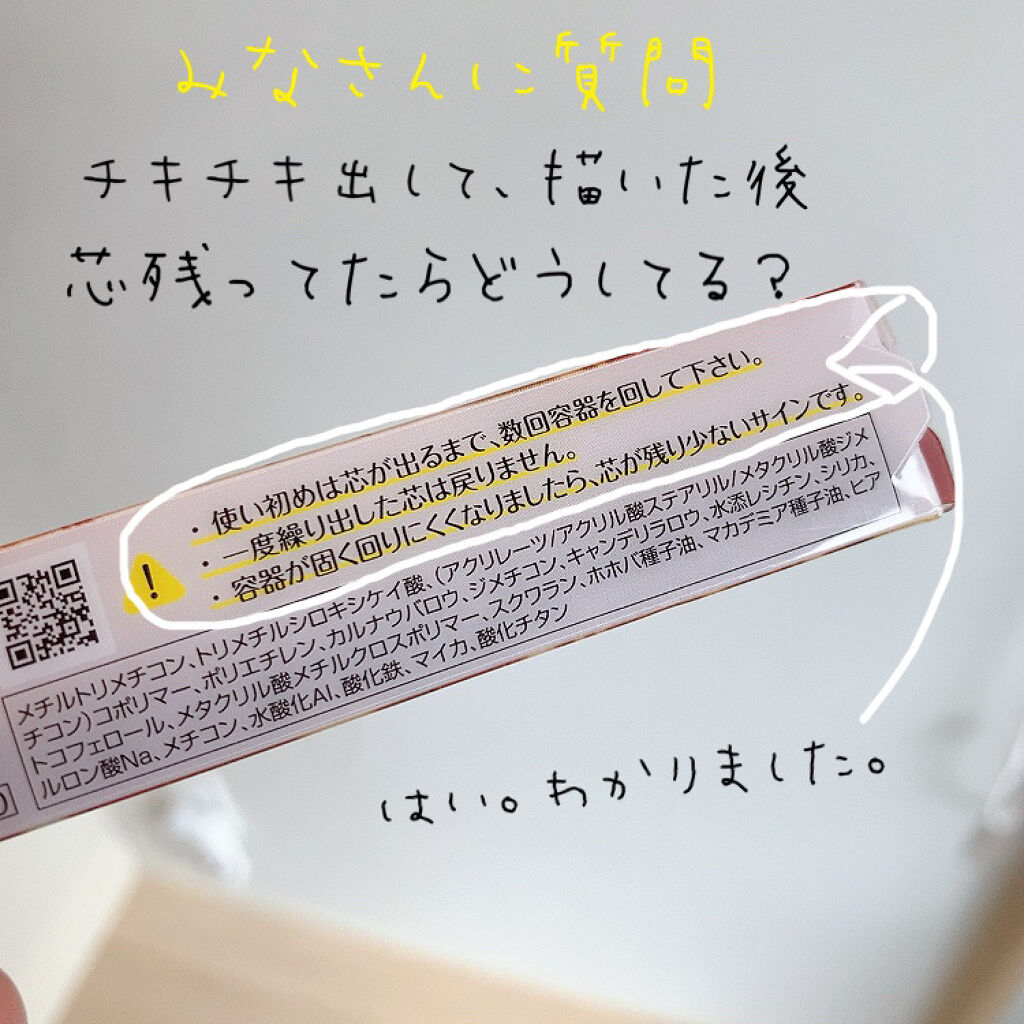 みなさんに質問
チキチキ出して、描いた後
芯残ってたらどうしてる？
・使い初めは芯が出るまで、数回容器を回して下さい。
・一度繰り出した芯は戻りません。
・容器が固く回りにくくなりましたら、芯が残り少ないサインです。
メチルトリメチコン、トリメチルシロキシケイ酸、(アクリレーツ/アクリル酸ステアリル/メタクリル酸ジメ
チコン)コポリマー、ポリエチレン、カルナウバロウ、ジメチコン、キャンデリラロウ、水添レシチン、シリカ、
トコフェロール、メタクリル酸メチルクロスポリマー、スクワラン、ホホバ種子油、マカデミア種子油、ヒア
ルロン酸Na、メチコン、水酸化Al、酸化鉄、マイカ、酸化チタン
はい。わかりました。